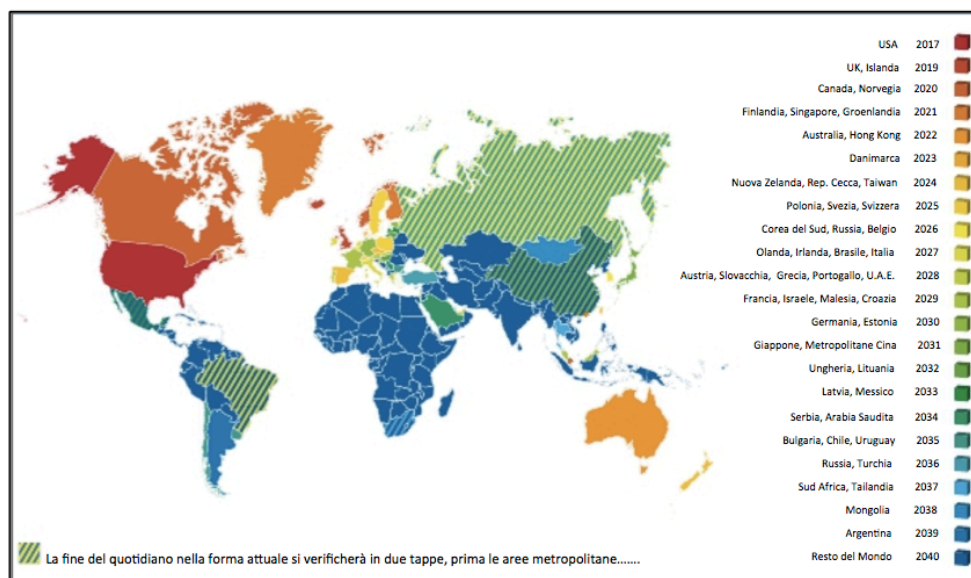 USA 2017
UK, Islanda 2019
Canada, Norvegia 2020
Finlandia, Singapore, Groenlandia 2021
Australia, Hong Kong 2022
Danimarca 2023
Nuova Zelanda, Rep. Cecca, Taiwan 2024
Polonia, Svezia, Svizzera 2025
Corea del Sud, Russia, Belgio 2026
Olanda, Irlanda, Brasile, Italia 2027
Austria, Slovacchia, Grecia, Portogallo, U.A.E. 2028
Francia, Israele, Malesia, Croazia 2029
Germania, Estonia 2030
Giappone, Metropolitane Cina 2031
Ungheria, Lituania 2032
Latvia, Messico 2033
Serbia, Arabia Saudita 2034
Bulgaria, Chile, Uruguay 2035
Russia, Turchia 2036
Sud Africa, Tailandia 2037
Mongolia 2038
Argentina 2039
Resto del Mondo 2040
La fine del quotidiano nella forma attuale si verificherà in due tappe, prima le aree metropolitane.......